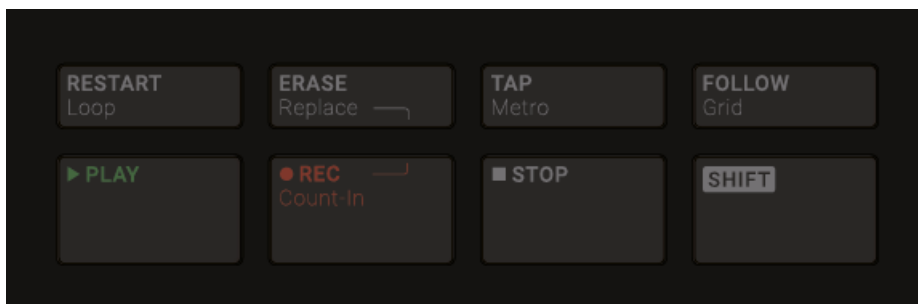 RESTART
Loop
ERASE
Replace
TAP
Metro
FOLLOW
Grid
PLAY
REC
Count-In
STOP
SHIFT